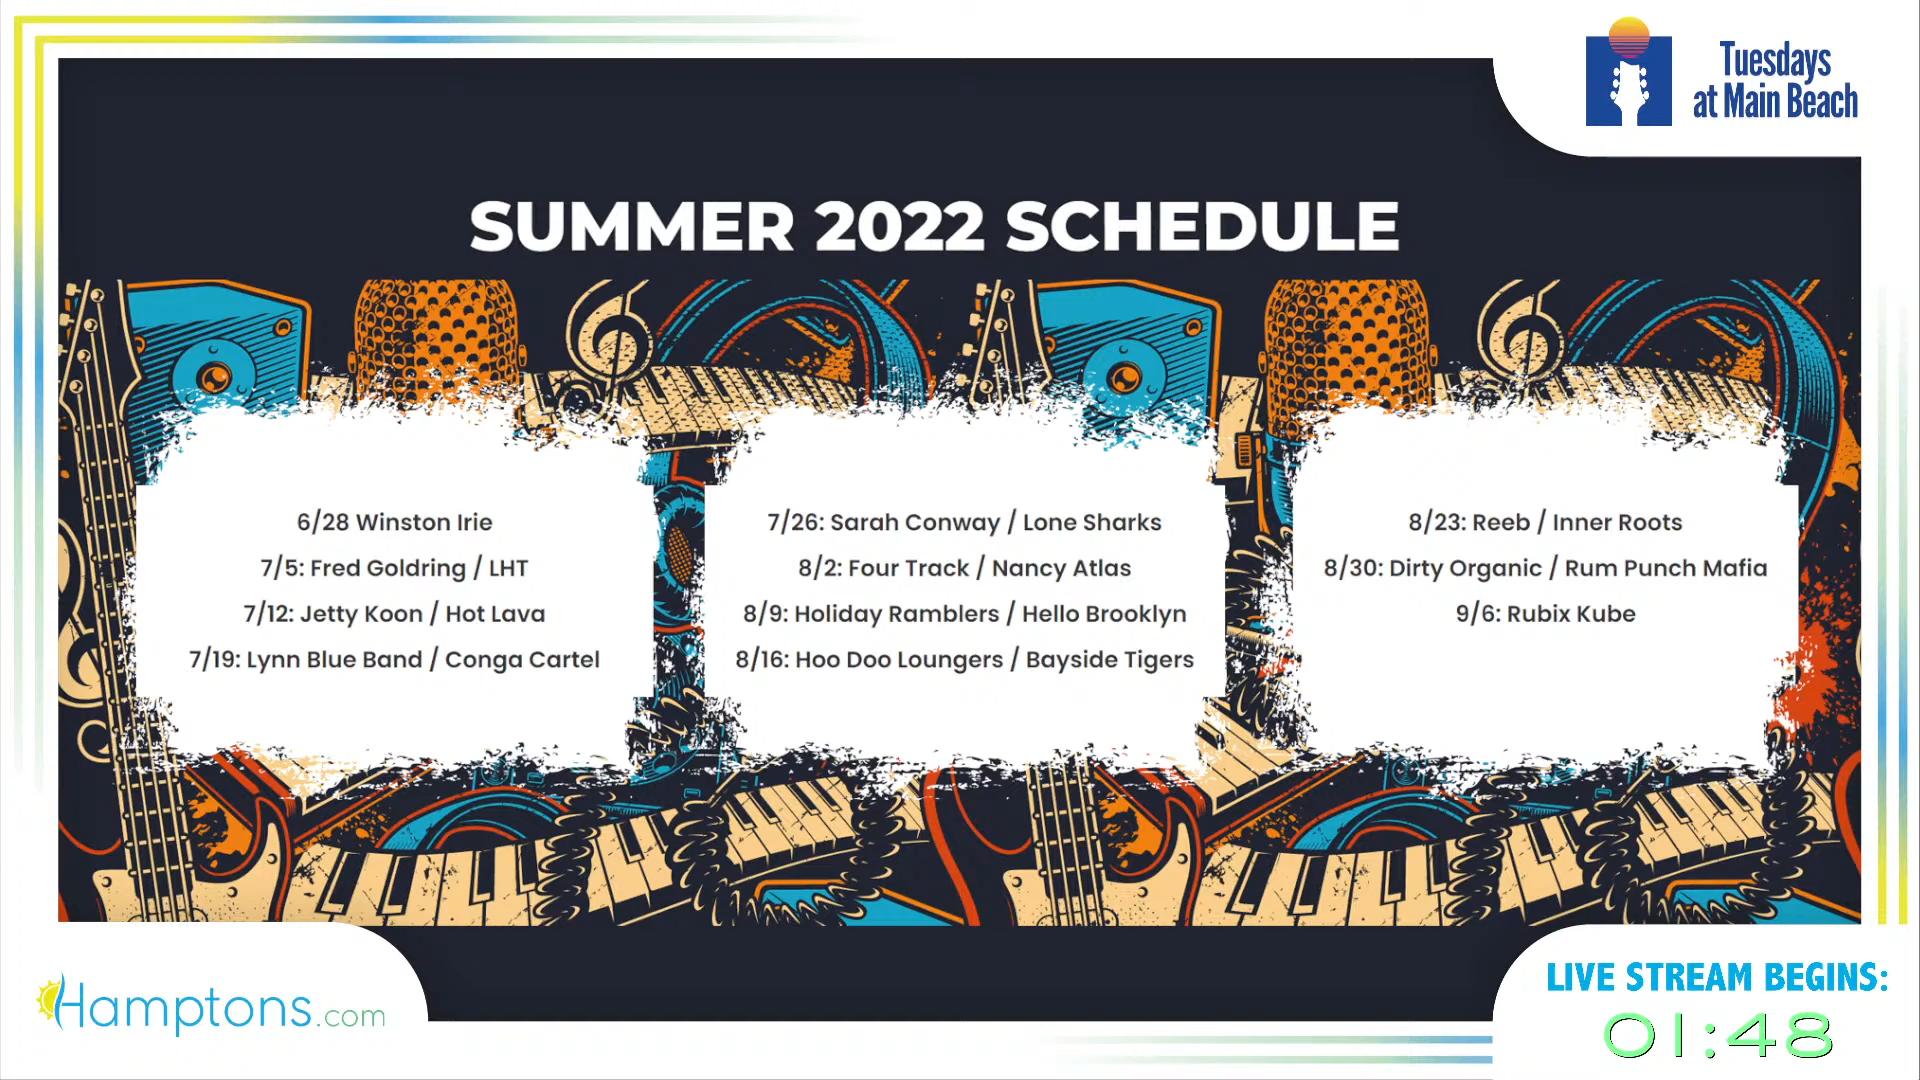 Tuesdays
at Main Beach
SUMMER 2022 SCHEDULE
6/28 Winston Irie
7/5: Fred Goldring / LHT
7/12: Jetty Koon / Hot Lava
7/19: Lynn Blue Band / Conga Cartel
7/26: Sarah Conway / Lone Sharks
8/2: Four Track / Nancy Atlas
8/9: Holiday Ramblers / Hello Brooklyn
8/16: Hoo Doo Loungers / Bayside Tigers
8/23: Reeb / Inner Roots
8/30: Dirty Organic / Rum Punch Mafia
9/6: Rubix Kube
Hamptons.com
LIVE STREAM BEGINS:
01:48